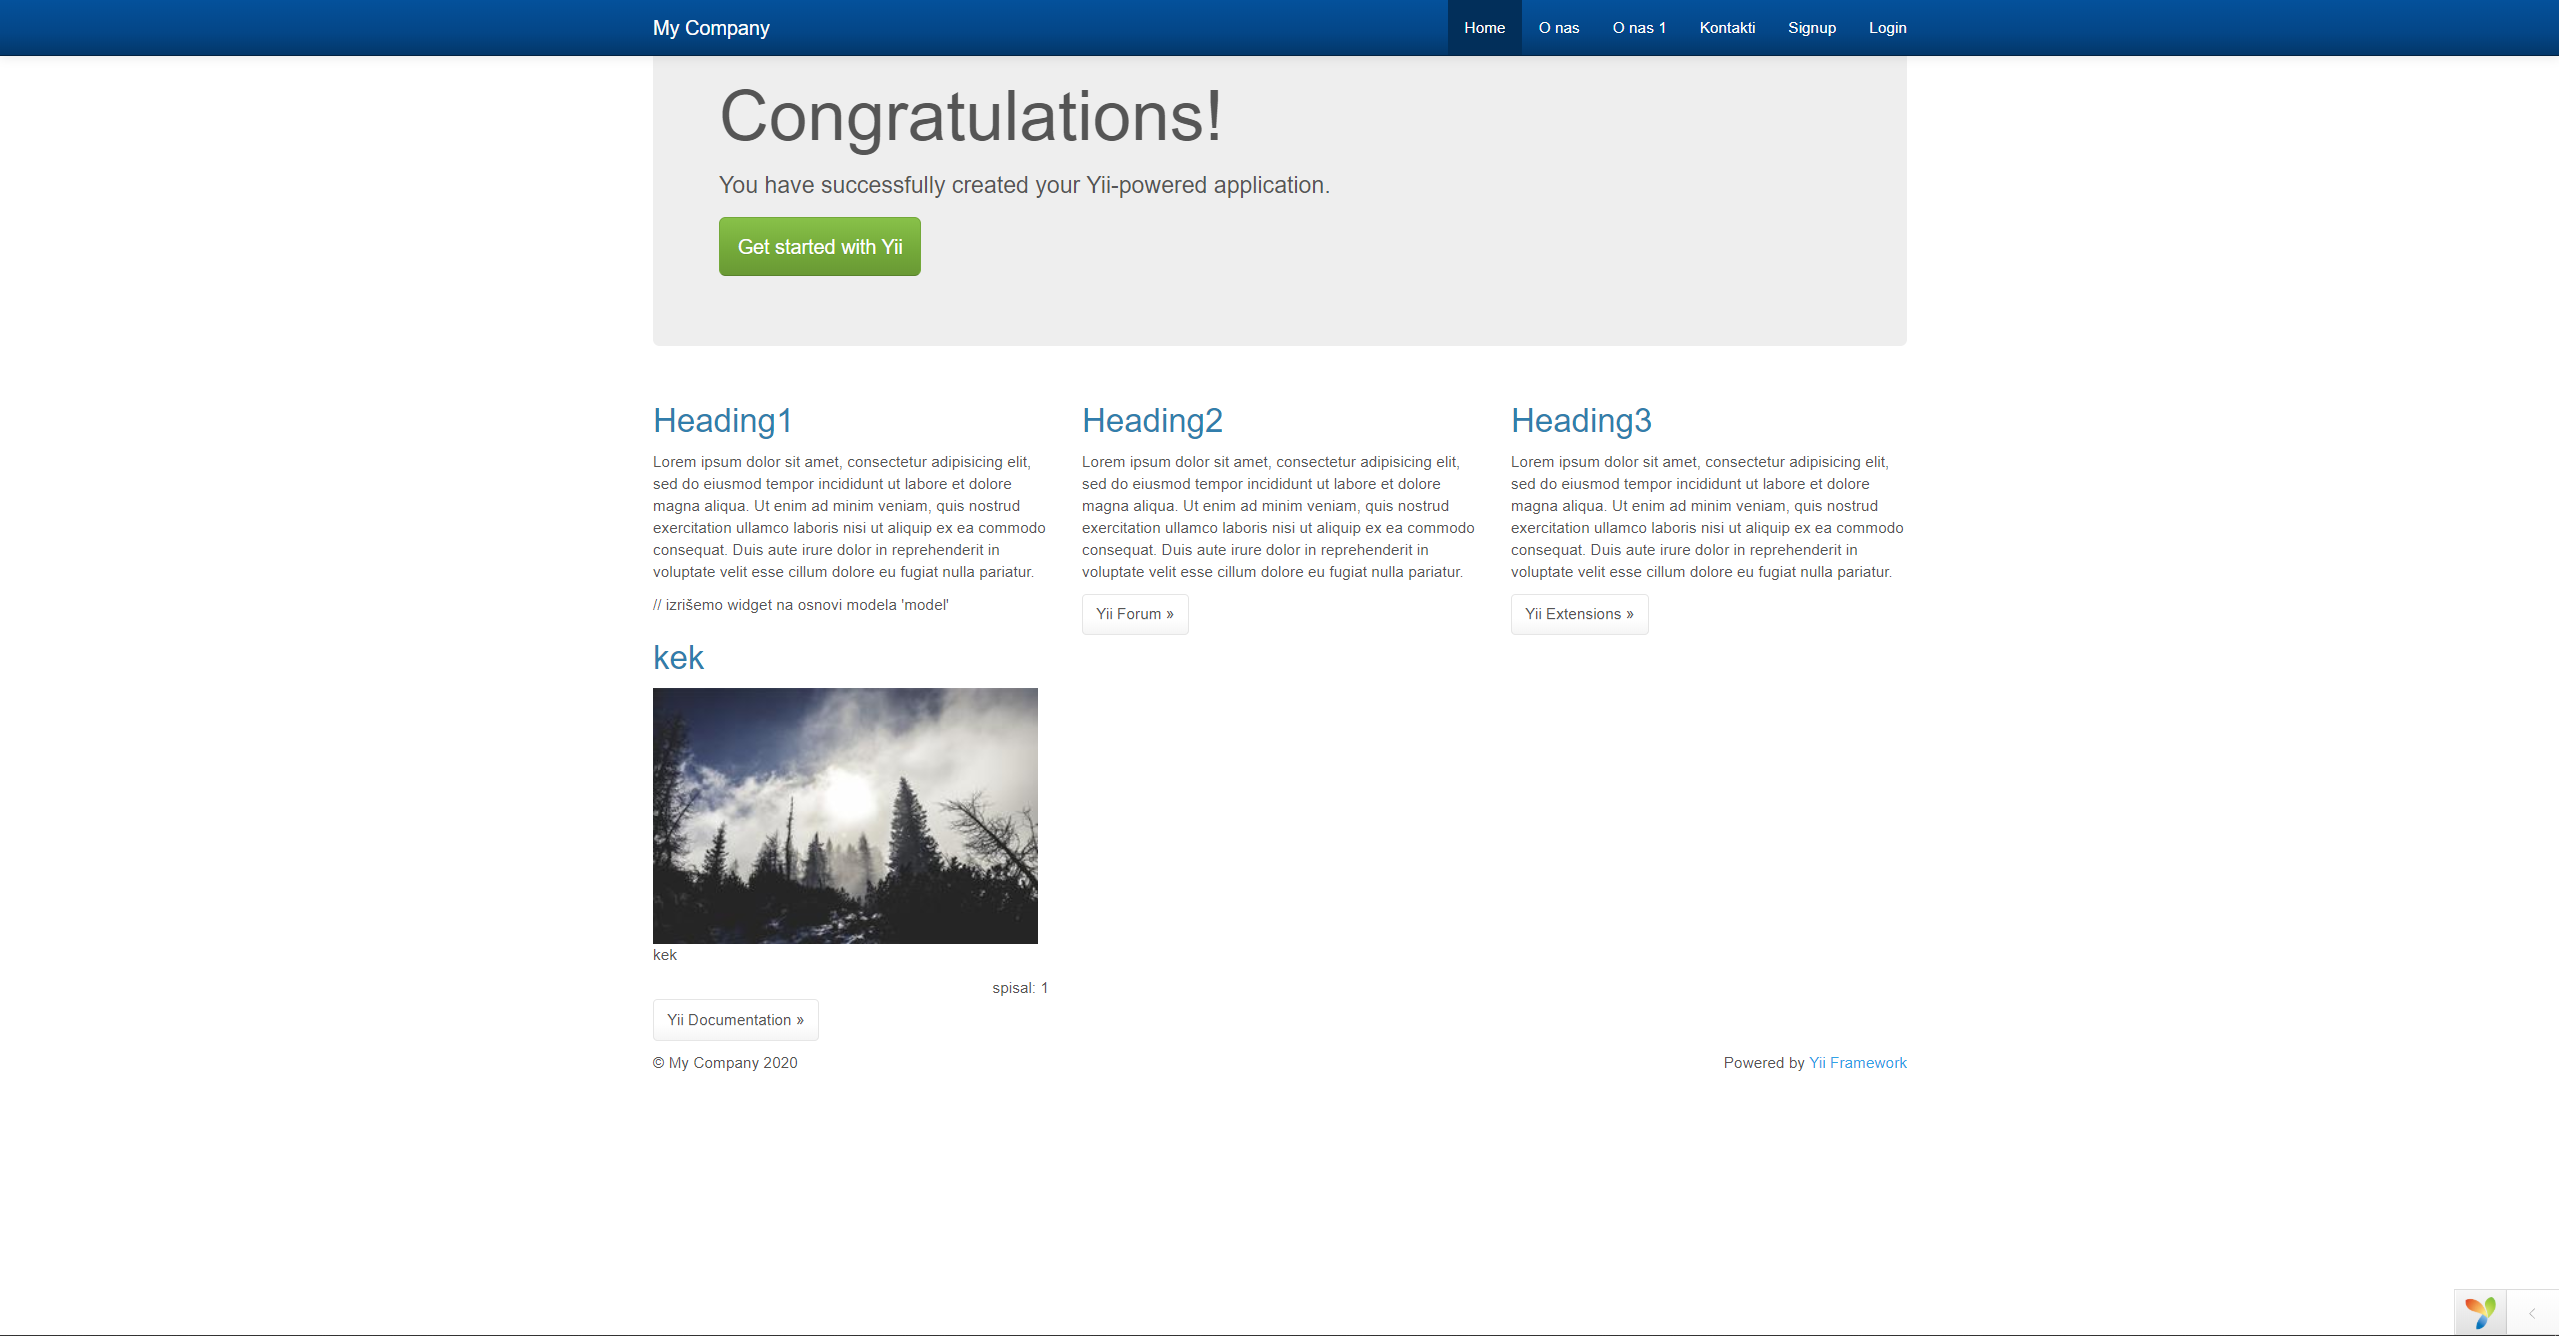 My Company
Home
O nas
O nas 1
Kontakti
Signup
Login
Congratulations!
You have successfully created your Yii-powered application.
Get started with Yii
Heading1
Lorem ipsum dolor sit amet, consectetur adipisicing elit,
sed do eiusmod tempor incididunt ut labore et dolore
magna aliqua. Ut enim ad minim veniam, quis nostrud
exercitation ullamco laboris nisi ut aliquip ex ea commodo
consequat. Duis aute irure dolor in reprehenderit in
voluptate velit esse cillum dolore eu fugiat nulla pariatur.
// izrišemo widget na osnovi modela 'model'
kek
kek
spisal: 1
Yii Documentation »
Heading2
Lorem ipsum dolor sit amet, consectetur adipisicing elit,
sed do eiusmod tempor incididunt ut labore et dolore
magna aliqua. Ut enim ad minim veniam, quis nostrud
exercitation ullamco laboris nisi ut aliquip ex ea commodo
consequat. Duis aute irure dolor in reprehenderit in
voluptate velit esse cillum dolore eu fugiat nulla pariatur.
Yii Forum »
Heading3
Lorem ipsum dolor sit amet, consectetur adipisicing elit,
sed do eiusmod tempor incididunt ut labore et dolore
magna aliqua. Ut enim ad minim veniam, quis nostrud
exercitation ullamco laboris nisi ut aliquip ex ea commodo
consequat. Duis aute irure dolor in reprehenderit in
voluptate velit esse cillum dolore eu fugiat nulla pariatur.
Yii Extensions »
© My Company 2020
Powered by Yii Framework